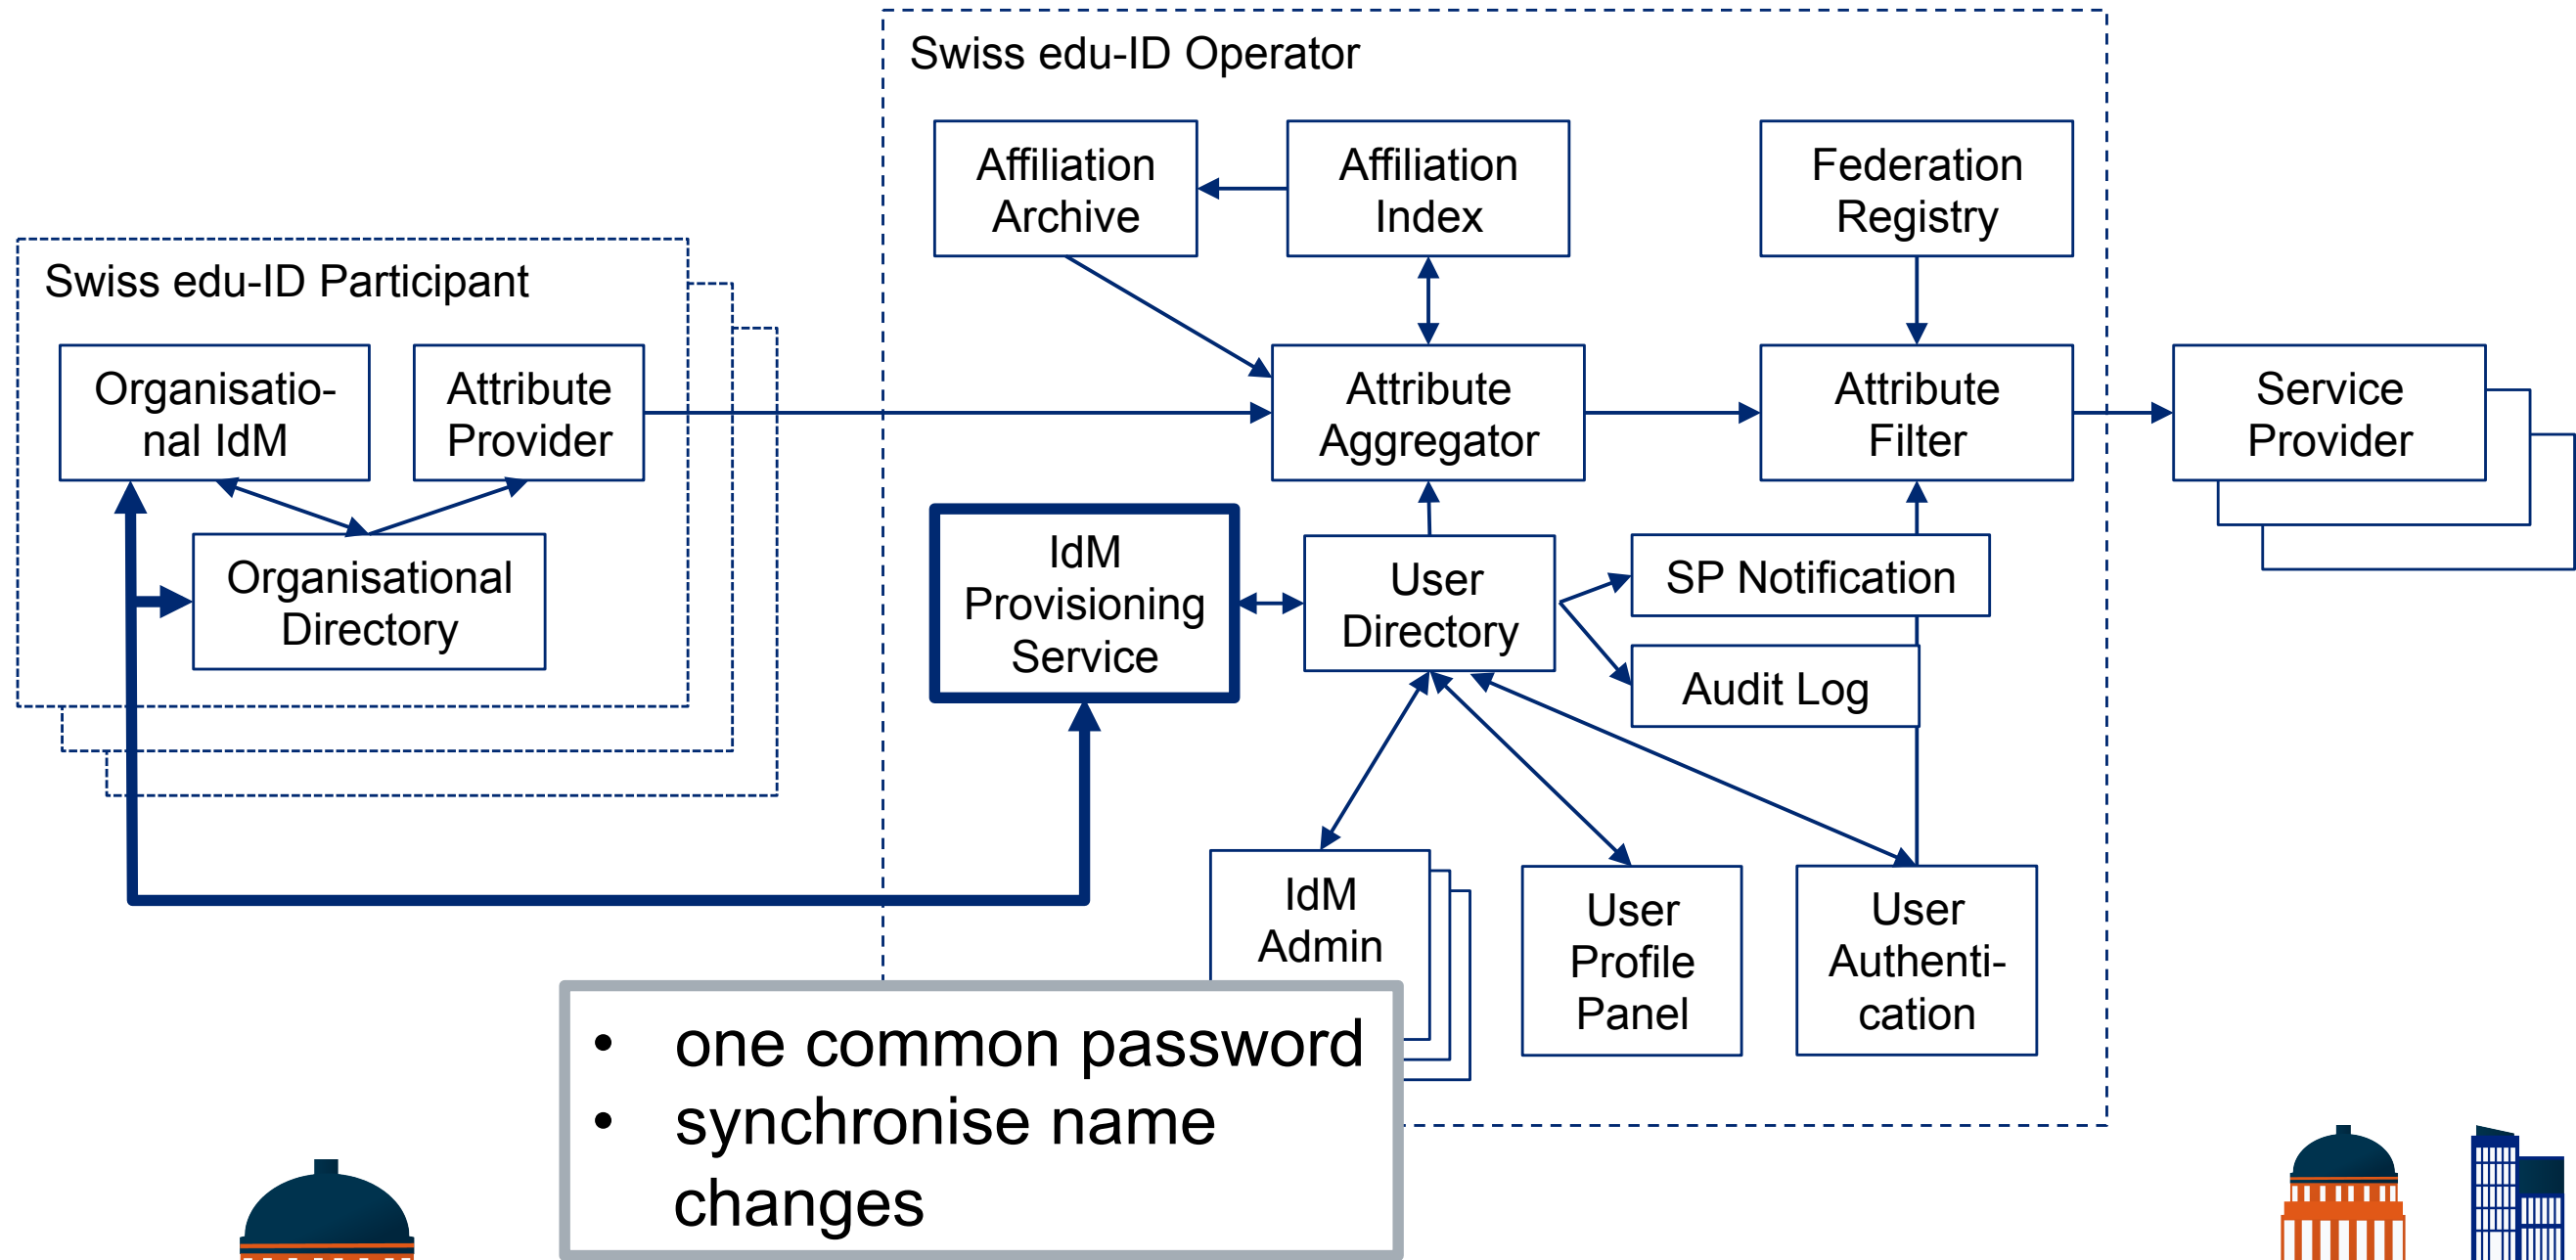 Swiss edu-ID Operator
Affiliation
Archive
Affiliation
Index
Federation
Registry
Swiss edu-ID Participant
Organisatio-
nal IdM
Attribute
Provider
Attribute
Aggregator
Attribute
Filter
Service
Provider
Organisational
Directory
IdM
Provisioning
Service
User
Directory
SP Notification
Audit Log
IdM
Admin
User
Profile
Panel
User
Authenti-
cation
• one common password
• synchronise name
changes